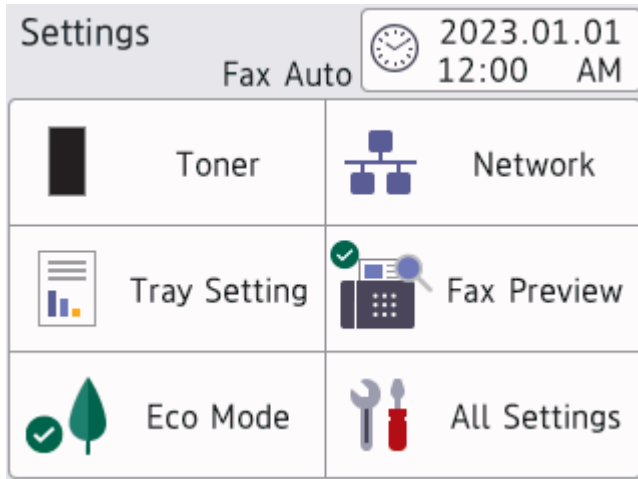 Settings
Fax Auto
2023.01.01
12:00 AM
Toner
Network
Tray Setting
Fax Preview
Eco Mode
All Settings